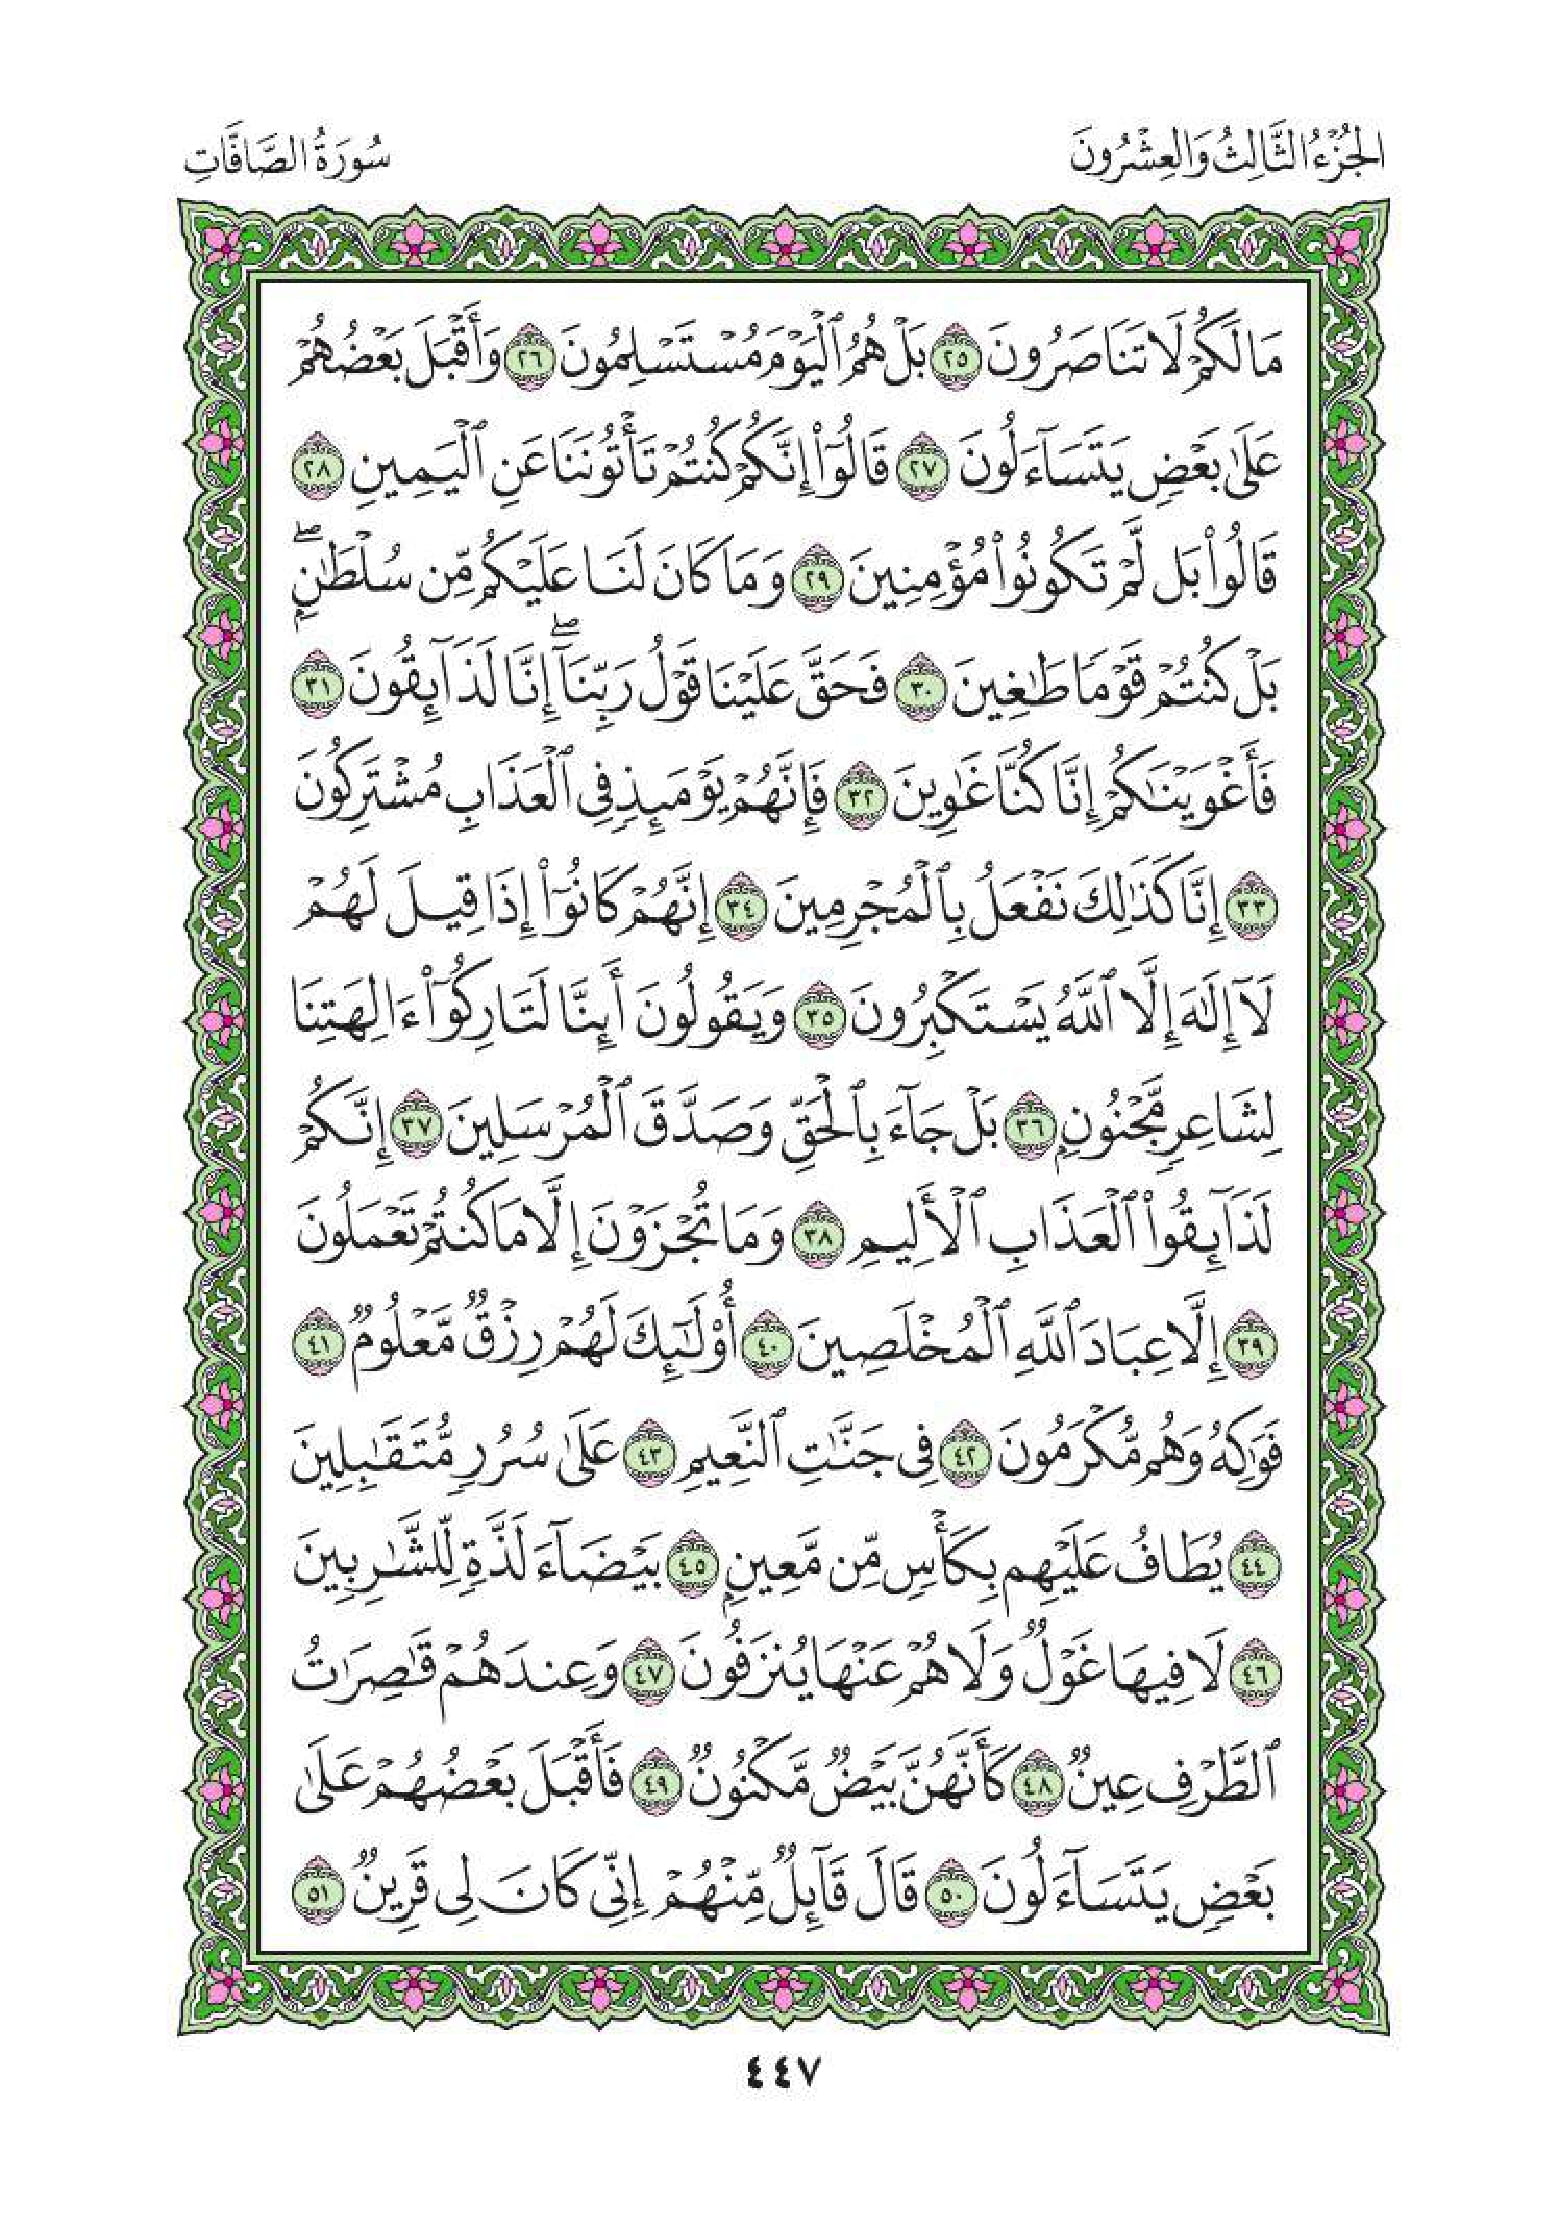 الجُزْءُ الثَّالِثُ وَالعِشْرُونَ
سُورَةُ الصَّافَّاتِ
مَا لَكُمْ لَا تَنَاصَرُونَ ٢٥ بَلْ هُمُ ٱلْيَوْمَ مُسْتَسْلِمُونَ ٢٦ وَأَقْبَلَ بَعْضُهُمْ
عَلَىٰ بَعْضٍ يَتَسَآءَلُونَ ٢٧ قَالُوٓا۟ إِنَّكُمْ كُنتُمْ تَأْتُونَنَا عَنِ ٱلْيَمِينِ ٢٨
قَالُوا۟ بَل لَّمْ تَكُونُوا۟ مُؤْمِنِينَ ٢٩ وَمَا كَانَ لَنَا عَلَيْكُم مِّن سُلْطَٰنٍۭ ۖ
بَلْ كُنتُمْ قَوْمًا طَٰغِينَ ٣٠ فَحَقَّ عَلَيْنَا قَوْلُ رَبِّنَآ ۖ إِنَّا لَذَآئِقُونَ ٣١
فَأَغْوَيْنَٰكُمْ إِنَّا كُنَّا غَٰوِينَ ٣٢ فَإِنَّهُمْ يَوْمَئِذٍ فِى ٱلْعَذَابِ مُشْتَرِكُونَ
٣٣ إِنَّا كَذَٰلِكَ نَفْعَلُ بِٱلْمُجْرِمِينَ ٣٤ إِنَّهُمْ كَانُوٓا۟ إِذَا قِيلَ لَهُمْ
لَآ إِلَٰهَ إِلَّا ٱللَّهُ يَسْتَكْبِرُونَ ٣٥ وَيَقُولُونَ أَئِنَّا لَتَارِكُوٓا۟ ءَالِهَتِنَا
لِشَاعِرٍ مَّجْنُونٍۭ ٣٦ بَلْ جَآءَ بِٱلْحَقِّ وَصَدَّقَ ٱلْمُرْسَلِينَ ٣٧ إِنَّكُمْ
لَذَآئِقُوا۟ ٱلْعَذَابِ ٱلْأَلِيمِ ٣٨ وَمَا تُجْزَوْنَ إِلَّا مَا كُنتُمْ تَعْمَلُونَ
٣٩ إِلَّا عِبَادَ ٱللَّهِ ٱلْمُخْلَصِينَ ٤٠ أُو۟لَٰٓئِكَ لَهُمْ رِزْقٌ مَّعْلُومٌ ٤١
فَوَٰكِهُ وَهُم مُّكْرَمُونَ ٤٢ فِى جَنَّٰتِ ٱلنَّعِيمِ ٤٣ عَلَىٰ سُرُرٍ مُّتَقَٰبِلِينَ
٤٤ يُطَافُ عَلَيْهِم بِكَأْسٍ مِّن مَّعِينٍۭ ٤٥ بَيْضَآءَ لَذَّةٍ لِّلشَّٰرِبِينَ
٤٦ لَا فِيهَا غَوْلٌ وَلَا هُمْ عَنْهَا يُنزَفُونَ ٤٧ وَعِندَهُمْ قَٰصِرَٰتُ
ٱلطَّرْفِ عِينٌ ٤٨ كَأَنَّهُنَّ بَيْضٌ مَّكْنُونٌ ٤٩ فَأَقْبَلَ بَعْضُهُمْ عَلَىٰ
بَعْضٍ يَتَسَآءَلُونَ ٥٠ قَالَ قَآئِلٌ مِّنْهُمْ إِنِّى كَانَ لِى قَرِينٌ ٥١
٤٤٧